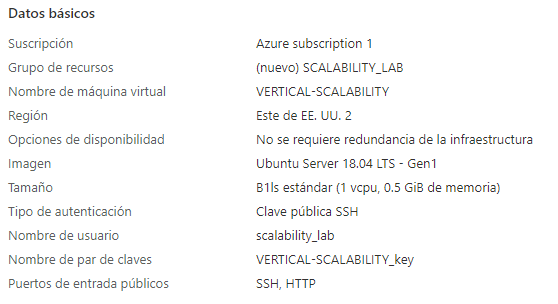 Datos básicos
Suscripción Azure subscription 1
Grupo de recursos (nuevo) SCALABILITY_LAB
Nombre de máquina virtual VERTICAL-SCALABILITY
Región Este de EE. UU. 2
Opciones de disponibilidad No se requiere redundancia de la infraestructura
Imagen Ubuntu Server 18.04 LTS - Gen1
Tamaño B1ls estándar (1 vcpu, 0.5 GiB de memoria)
Tipo de autenticación Clave pública SSH
Nombre de usuario scalability_lab
Nombre de par de claves VERTICAL-SCALABILITY_key
Puertos de entrada públicos SSH, HTTP